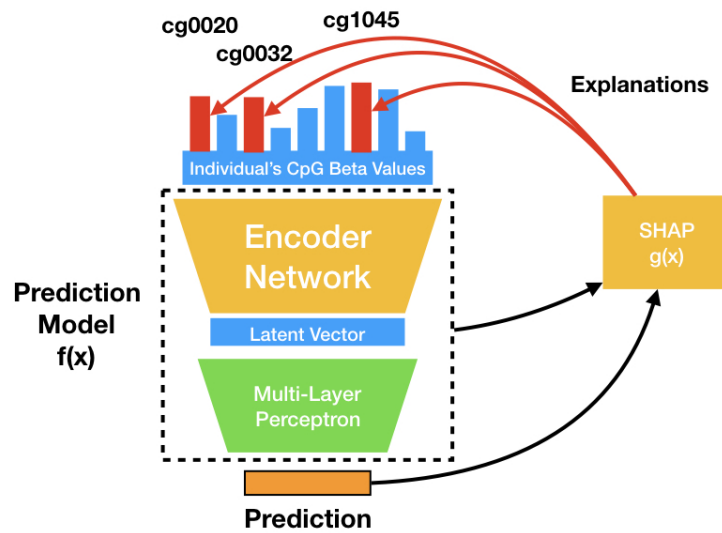 cg0020
cg1045
cg0032
Explanations
Individual's CpG Beta Values
Encoder
Network
SHAP
g(x)
Prediction
Model
f(x)
Latent Vector
Multi-Layer
Perceptron
Prediction